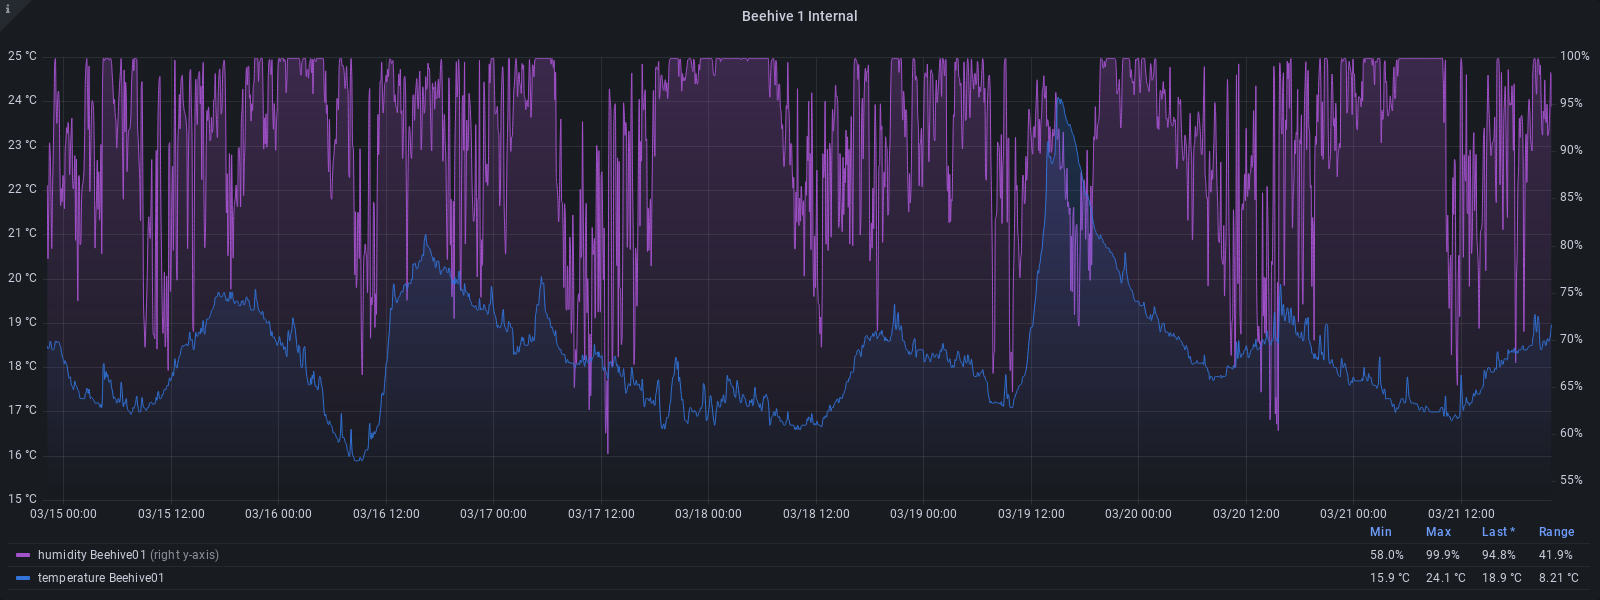 i
Beehive 1 Internal
25 °C 100%
24 °C 95%
23 °C 90%
22 °C 85%
21 °C 80%
20 °C 75%
19 °C 70%
18 °C 65%
17 °C 60%
16 °C 55%
15 °C
03/15 00:00 03/15 12:00 03/16 00:00 03/16 12:00 03/17 00:00 03/17 12:00 03/18 00:00 03/18 12:00 03/19 00:00 03/19 12:00 03/20 00:00 03/20 12:00 03/21 00:00 03/21 12:00
Min Max Last * Range
humidity Beehive01 (right y-axis) 58.0% 99.9% 94.8% 41.9%
temperature Beehive01 15.9 °C 24.1 °C 18.9 °C 8.21 °C